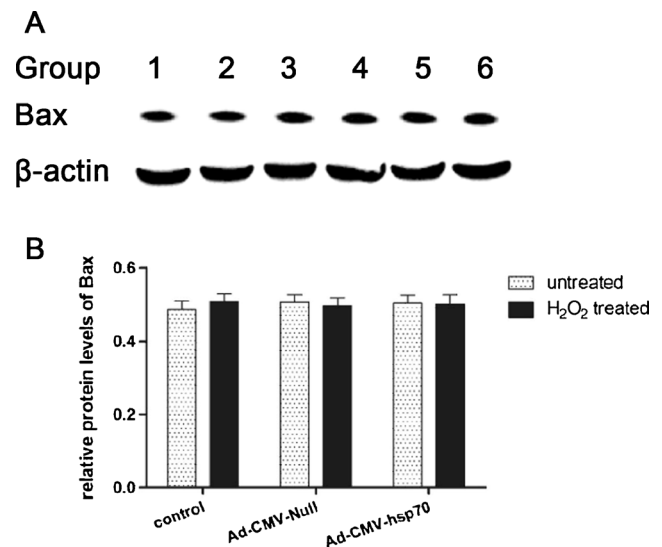 A
Group 1 2 3 4 5 6
Bax
β-actin
B
relative protein levels of Bax
0.6
0.4
0.2
0.0
control
Ad-CMV-Null
Ad-CMV-hsp70
untreated
H₂O₂ treated